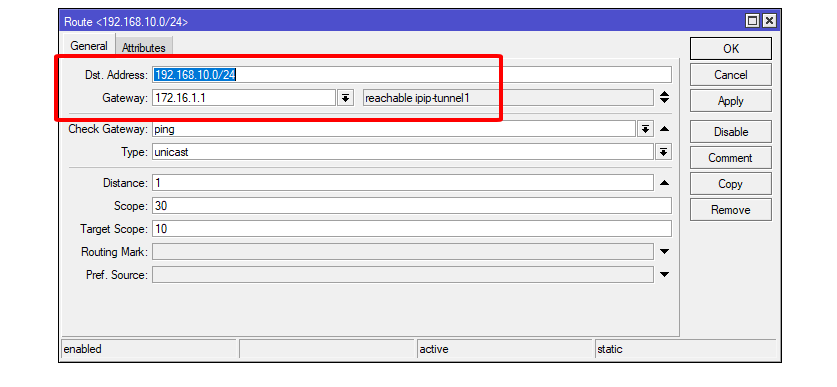 Route <192.168.10.0/24>
General Attributes
OK
Dst. Address: 192.168.10.0/24
Cancel
Gateway: 172.16.1.1 reachable ipip-tunnel1
Apply
Check Gateway: ping
Disable
Type: unicast
Comment
Distance: 1
Copy
Scope: 30
Remove
Target Scope: 10
Routing Mark:
Pref. Source:
enabled active static